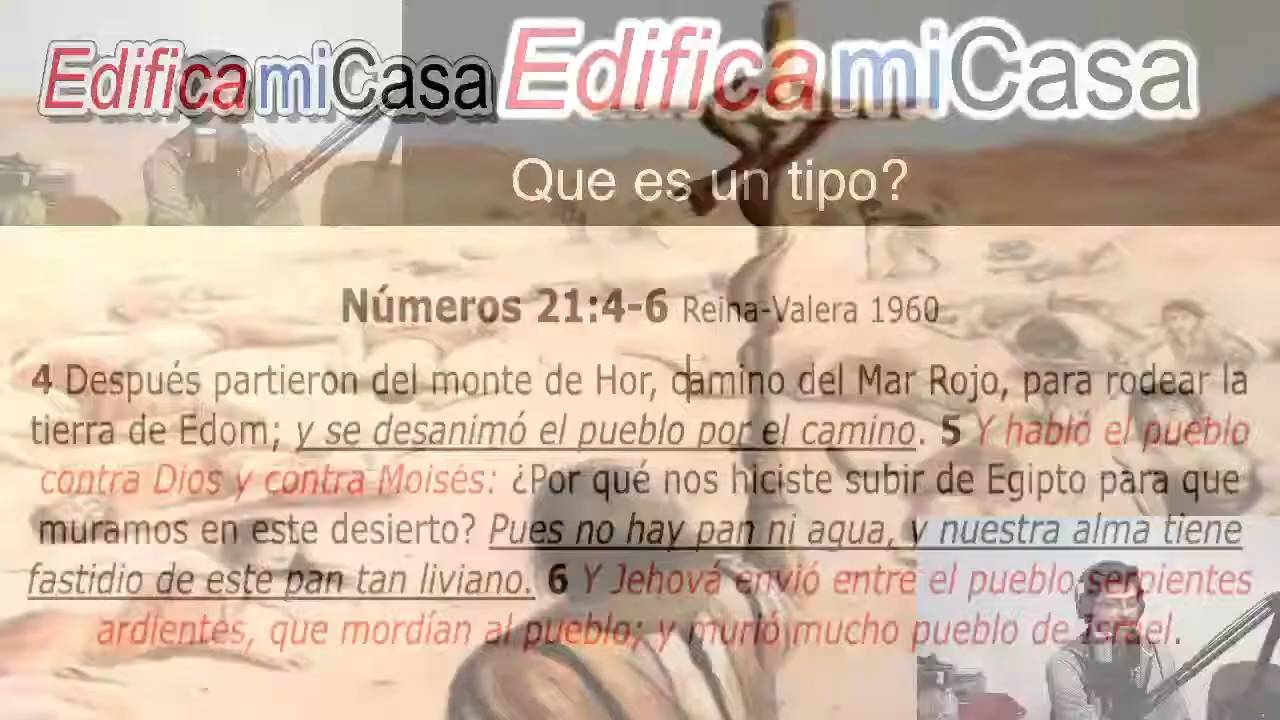 EdificamiCasa EdificamiCasa
Que es un tipo?
Números 21:4-6 Reina-Valera 1960
4 Después partieron del monte de Hor, camino del Mar Rojo, para rodear la
tierra de Edom; y se desanimó el pueblo por el camino. 5 Y habló el pueblo
contra Dios y contra Moisés: ¿Por qué nos hiciste subir de Egipto para que
muramos en este desierto? Pues no hay pan ni agua, y nuestra alma tiene
fastidio de este pan tan liviano. 6 Y Jehová envió entre el pueblo serpientes
ardientes, que mordían al pueblo; y murió mucho pueblo de Israel.